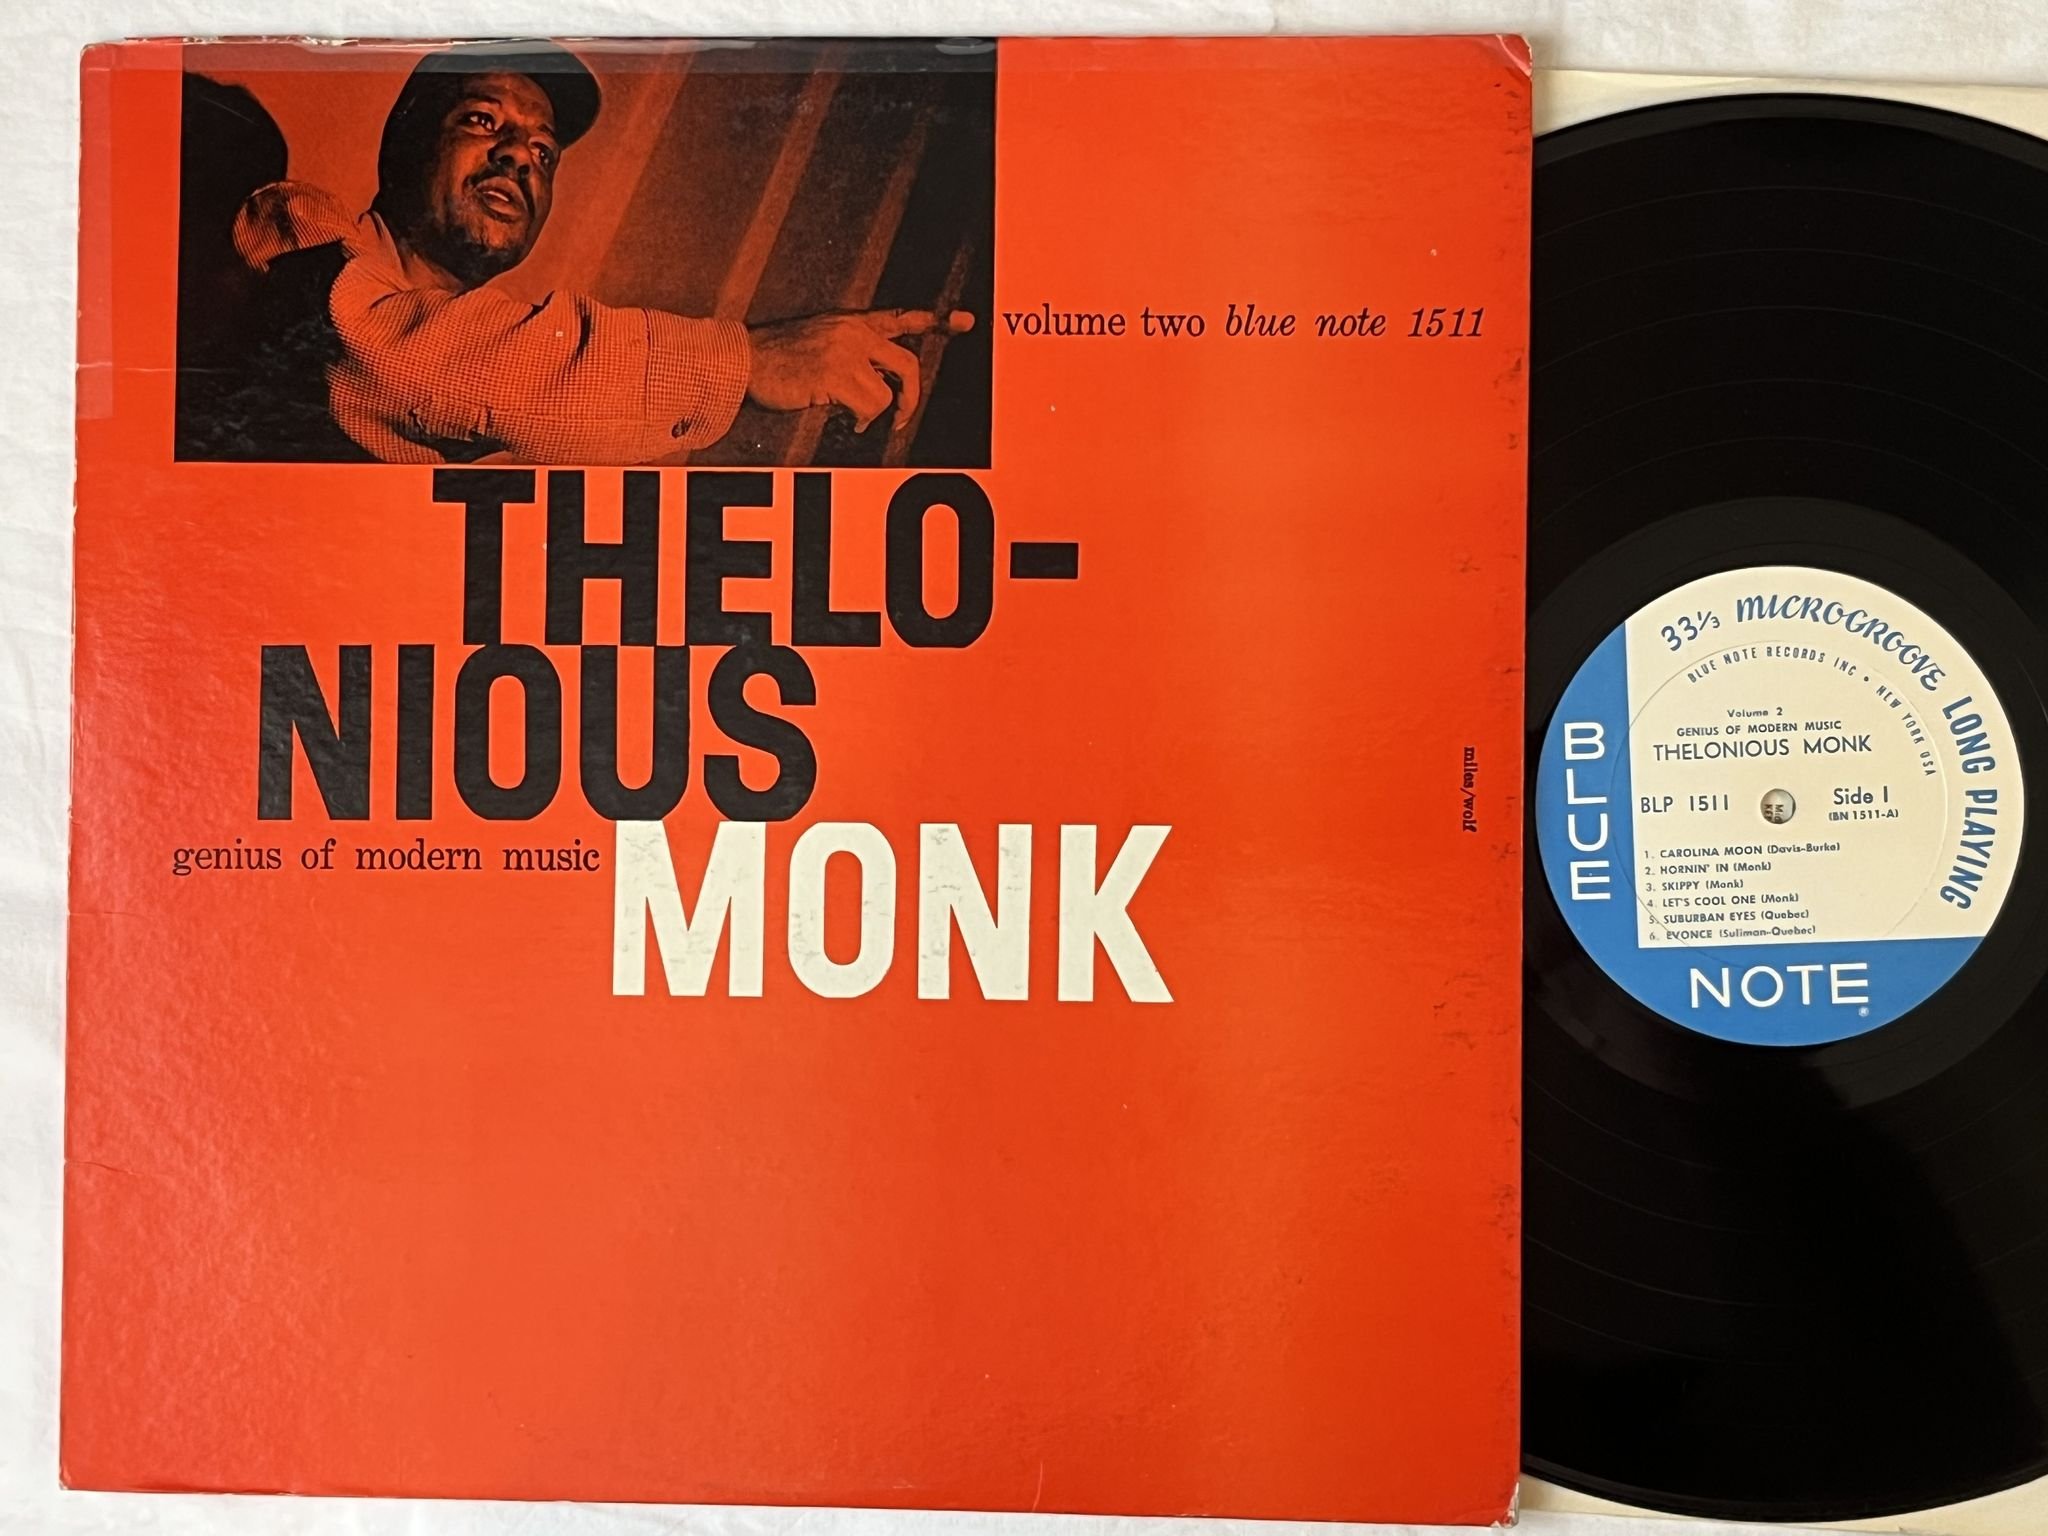 volume two blue note 1511
THELO-
NIOUS
genius of modern music
MONK
miles/wolf
33⅓ MICROGROOVE LONG PLAYING
BLUE NOTE RECORDS INC • NEW YORK USA
Volume 2
GENIUS OF MODERN MUSIC
THELONIOUS MONK
BLP 1511
Side 1
(BN 1511-A)
1. CAROLINA MOON (Davis-Burke)
2. HORNIN' IN (Monk)
3. SKIPPY (Monk)
4. LET'S COOL ONE (Monk)
5. SUBURBAN EYES (Quebec)
6. EVONCE (Suliman-Quebec)
BLUE
NOTE
®